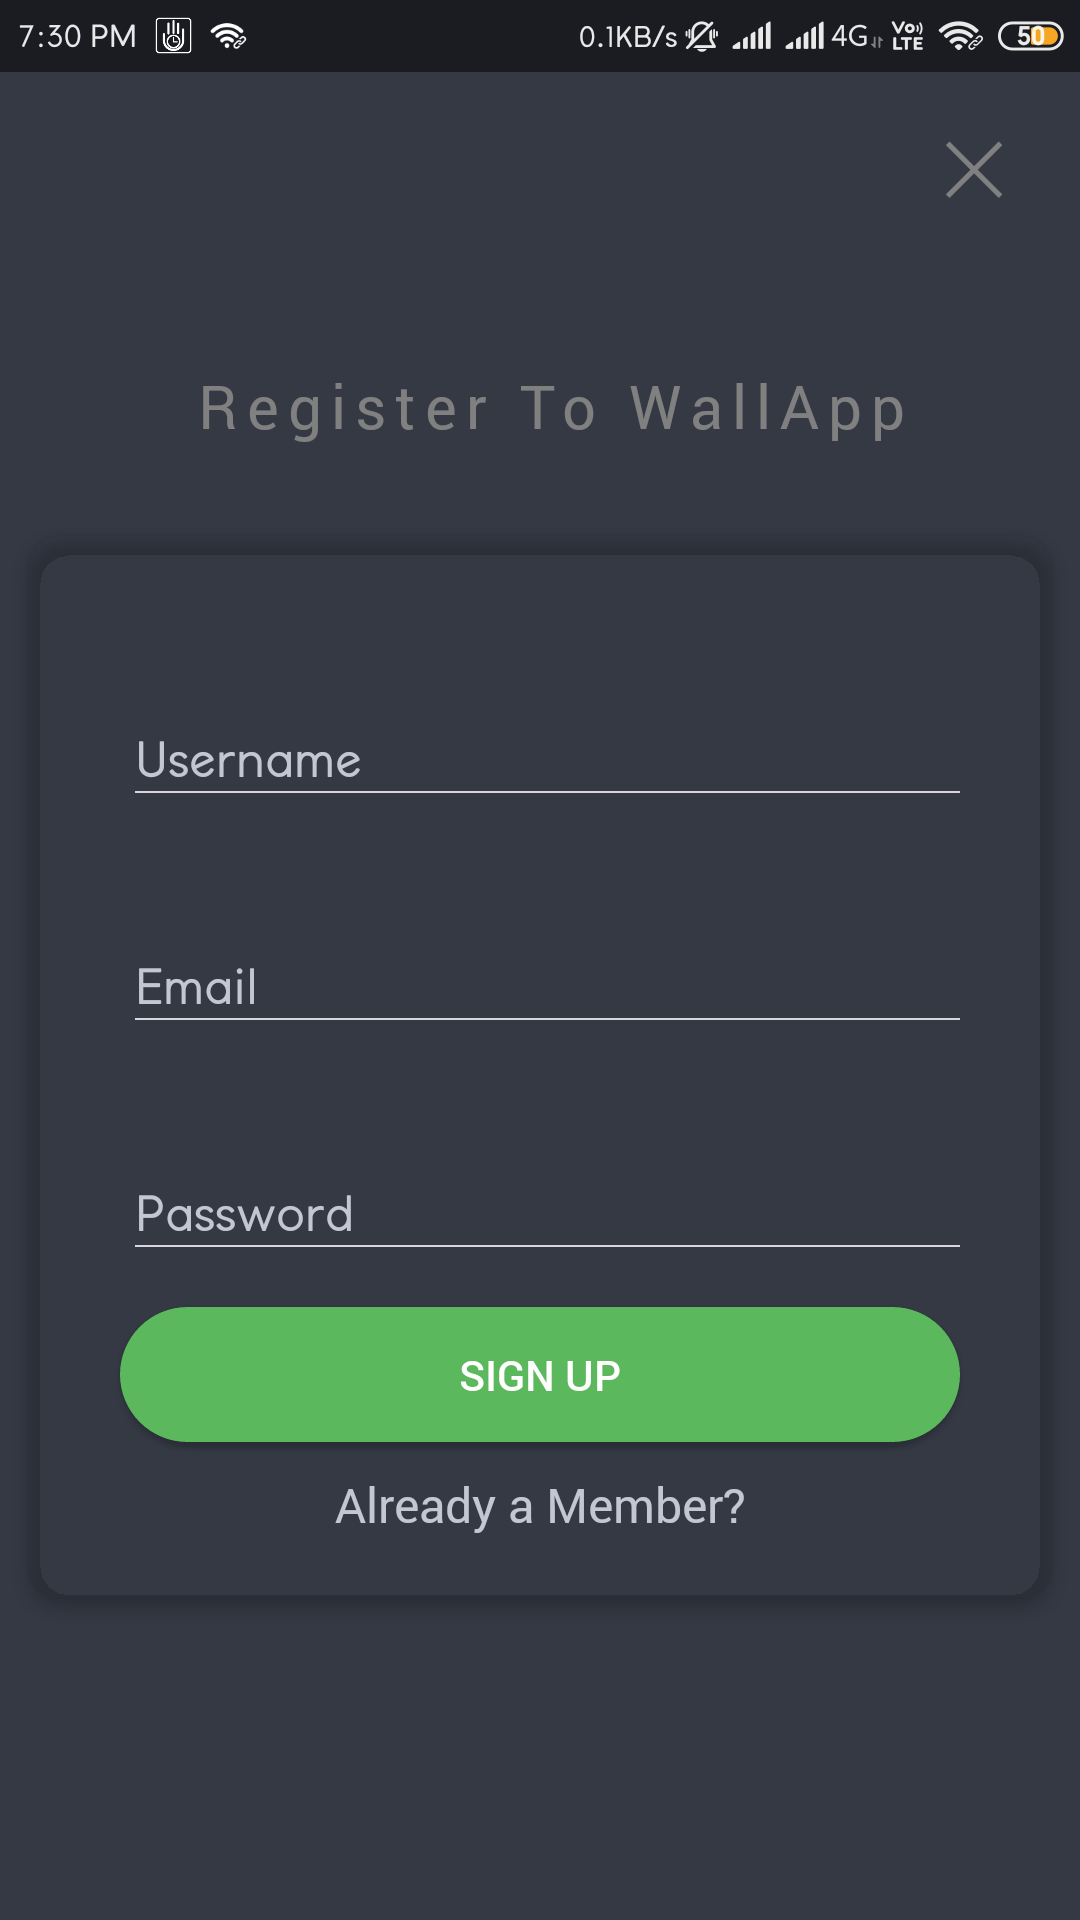 7:30 PM 0.1KB/s 4G Vo LTE 50
Register To WallApp
Username
Email
Password
SIGN UP
Already a Member?